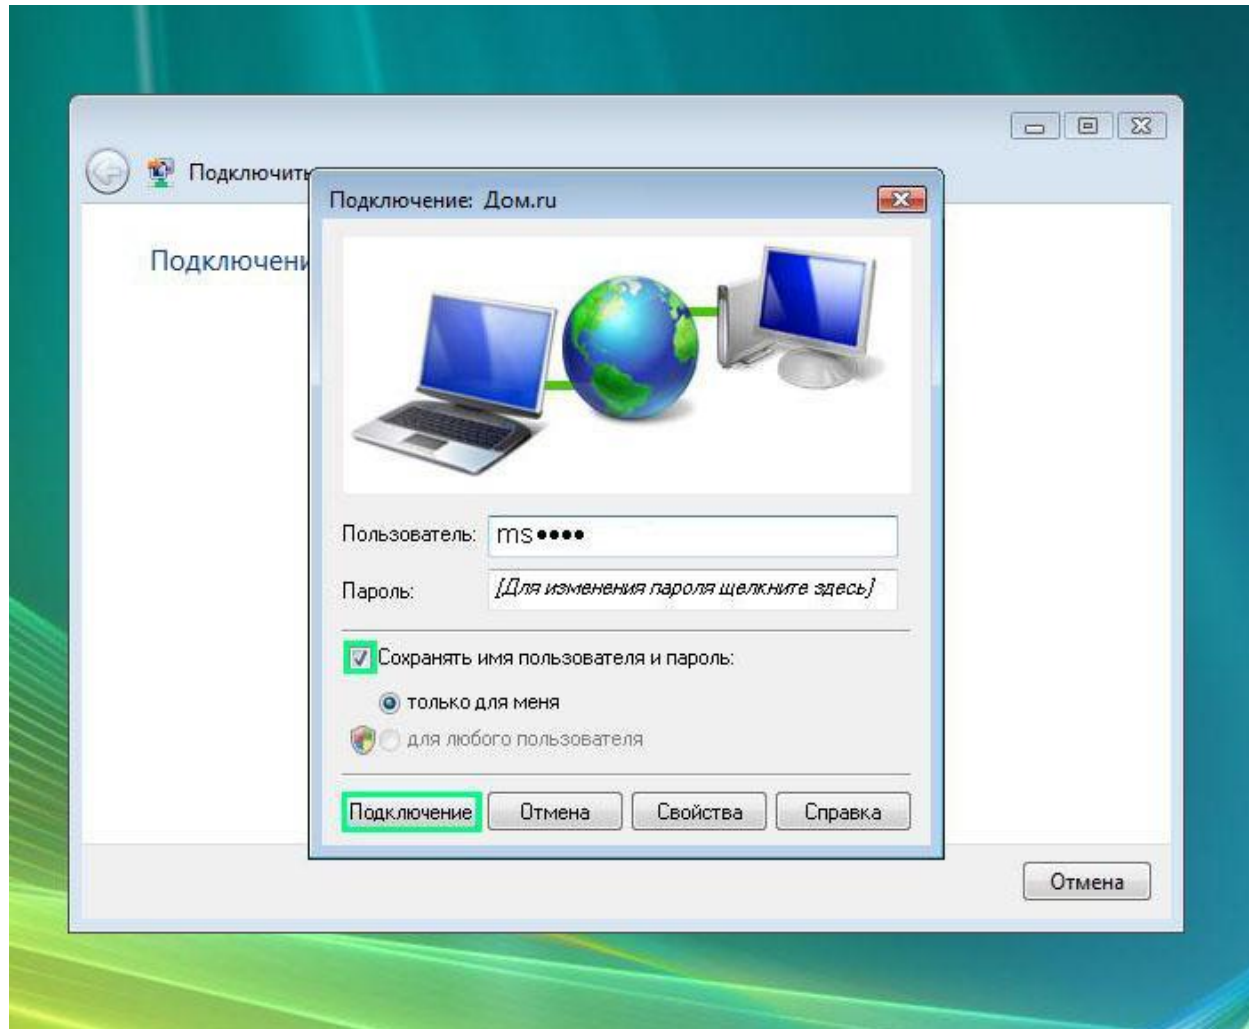 Подключить
Подключение: Дом.ru
Подключени
Пользователь: ms••••
Пароль: [Для изменения пароля щелкните здесь]
Сохранять имя пользователя и пароль:
только для меня
для любого пользователя
Подключение Отмена Свойства Справка
Отмена